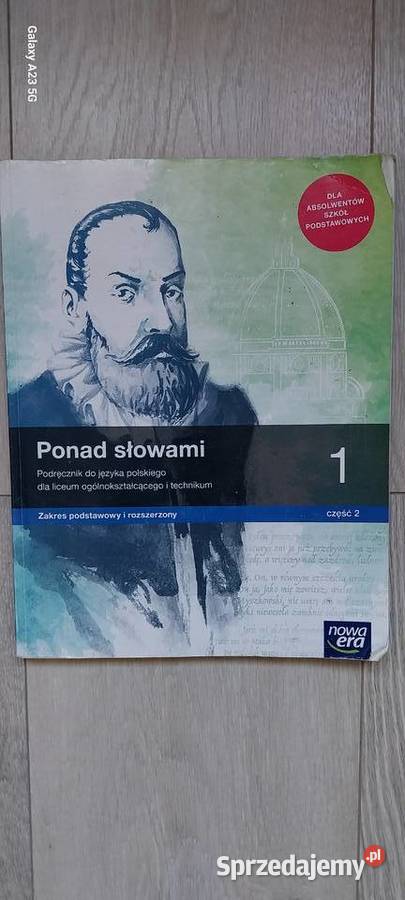 Galaxy A23 5G
DLA
ABSOLWENTÓW
SZKÓŁ
PODSTAWOWYCH
Ponad słowami
1
Podręcznik do języka polskiego
dla liceum ogólnokształcącego i technikum
Zakres podstawowy i rozszerzony
część 2
nowa
era
Sprzedajemy.pl